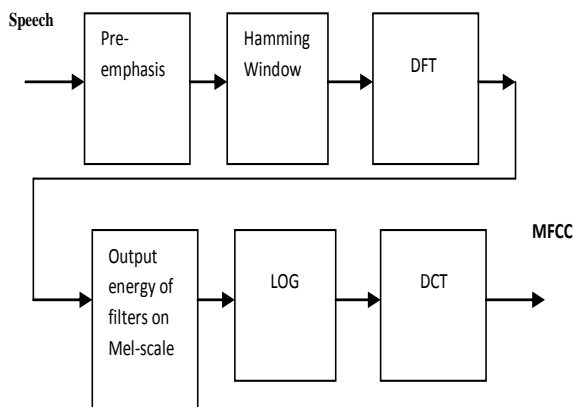 Speech
Pre-
emphasis
Hamming
Window
DFT
Output
energy of
filters on
Mel-scale
LOG
DCT
MFCC